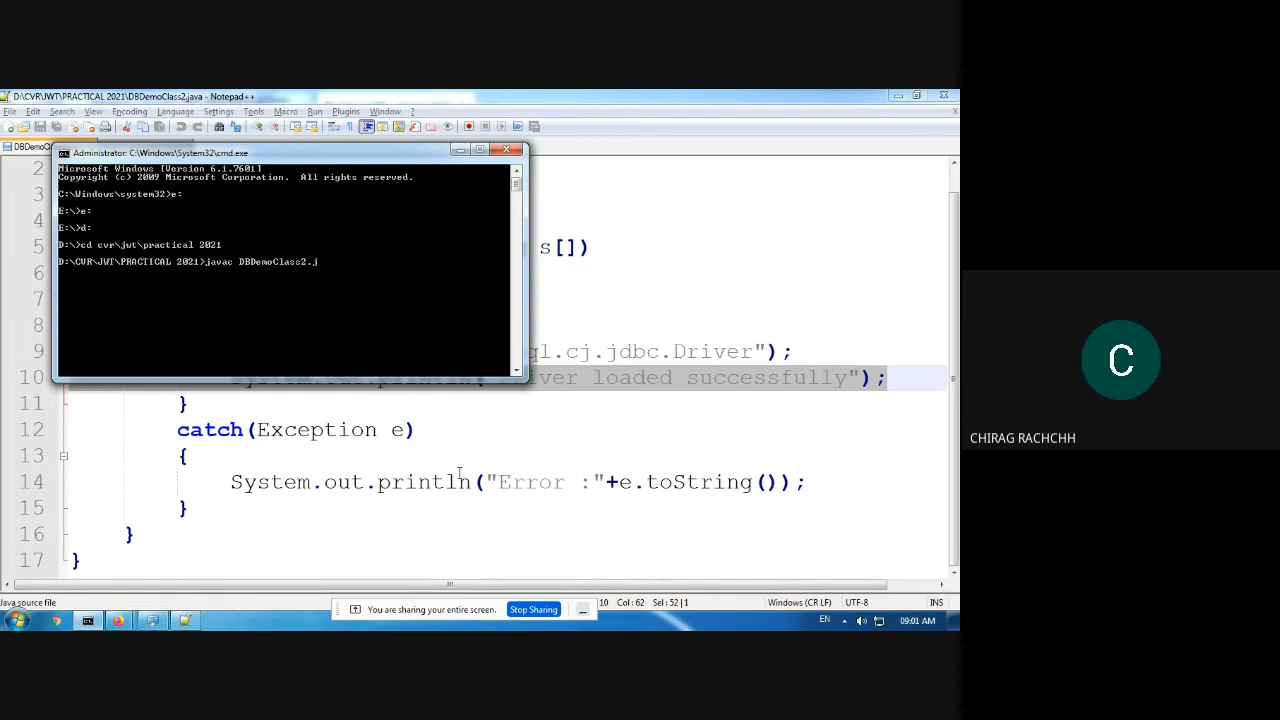 D:\CVR\JWT\PRACTICAL 2021\DBDemoClass2.java - Notepad++
File Edit Search View Encoding Language Settings Tools Macro Run Plugins Window ?
X
DBDemoC
Administrator: C:\Windows\System32\cmd.exe
Microsoft Windows [Version 6.1.7601]
Copyright (c) 2009 Microsoft Corporation. All rights reserved.
C:\Windows\system32>e:
E:\>e:
E:\>d:
D:\>cd cvr\jwt\practical 2021
D:\CVR\JWT\PRACTICAL 2021>javac DBDemoClass2.j
2
3
4
5 s[])
6
7
8
9 ql.cj.jdbc.Driver");
10 iver loaded successfully");
11 }
12 catch(Exception e)
13 {
14 System.out.println("Error :"+e.toString());
15 }
16 }
17 }
Java source file
10 Col : 62 Sel : 52 | 1
Windows (CR LF)
UTF-8
INS
You are sharing your entire screen.
Stop Sharing
EN
09:01 AM
C
CHIRAG RACHCHH